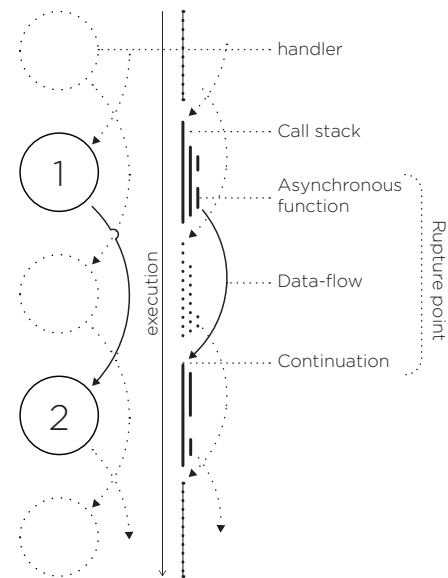 handler
Call stack
1
Asynchronous
function
Rupture point
execution
Data-flow
Continuation
2